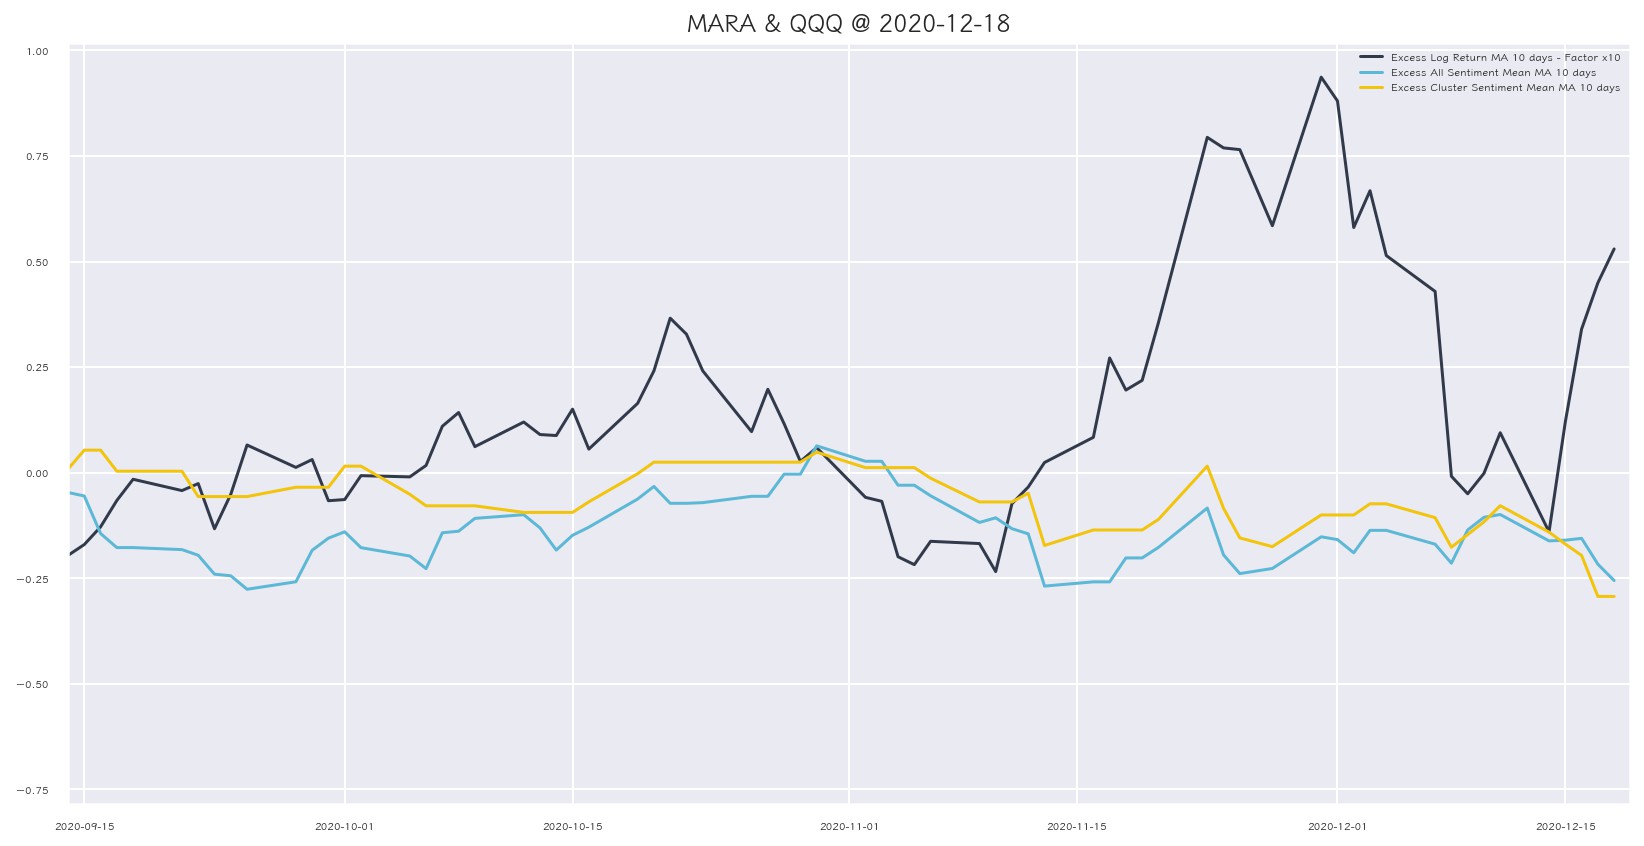 MARA & QQQ @ 2020-12-18
Excess Log Return MA 10 days - Factor x10
Excess All Sentiment Mean MA 10 days
Excess Cluster Sentiment Mean MA 10 days
1.00
0.75
0.50
0.25
0.00
−0.25
−0.50
−0.75
2020-09-15 2020-10-01 2020-10-15 2020-11-01 2020-11-15 2020-12-01 2020-12-15